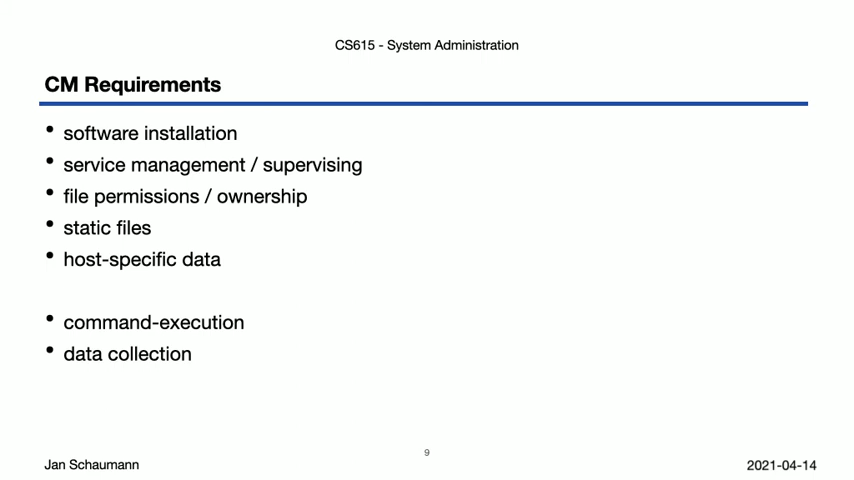 CS615 - System Administration
CM Requirements
• software installation
• service management / supervising
• file permissions / ownership
• static files
• host-specific data
• command-execution
• data collection
9
Jan Schaumann
2021-04-14